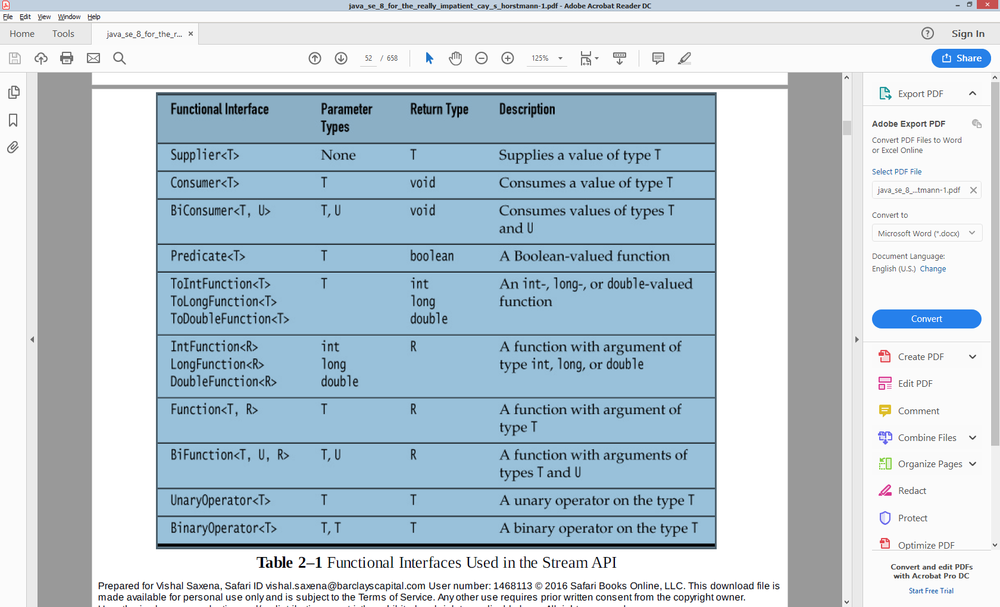 java_se_8_for_the_really_impatient_cay_s_horstmann-1.pdf - Adobe Acrobat Reader DC
File Edit View Window Help
Home Tools java_se_8_for_the_r... × Sign In
52 / 658 125% Share
Functional Interface Parameter Types Return Type Description
Supplier<T> None T Supplies a value of type T
Consumer<T> T void Consumes a value of type T
BiConsumer<T, U> T, U void Consumes values of types T
and U
Predicate<T> T boolean A Boolean-valued function
ToIntFunction<T> T int An int-, long-, or double-valued
ToLongFunction<T> long function
ToDoubleFunction<T> double
IntFunction<R> int R A function with argument of
LongFunction<R> long type int, long, or double
DoubleFunction<R> double
Function<T, R> T R A function with argument of
type T
BiFunction<T, U, R> T, U R A function with arguments of
types T and U
UnaryOperator<T> T T A unary operator on the type T
BinaryOperator<T> T, T T A binary operator on the type T
Table 2–1 Functional Interfaces Used in the Stream API
Prepared for Vishal Saxena, Safari ID vishal.saxena@barclayscapital.com User number: 1468113 © 2016 Safari Books Online, LLC. This download file is
made available for personal use only and is subject to the Terms of Service. Any other use requires prior written consent from the copyright owner.
Export PDF
Adobe Export PDF
Convert PDF Files to Word
or Excel Online
Select PDF File
java_se_8_...tmann-1.pdf
Convert to
Microsoft Word (*.docx)
Document Language:
English (U.S.) Change
Convert
Create PDF
Edit PDF
Comment
Combine Files
Organize Pages
Redact
Protect
Optimize PDF
Convert and edit PDFs
with Acrobat Pro DC
Start Free Trial